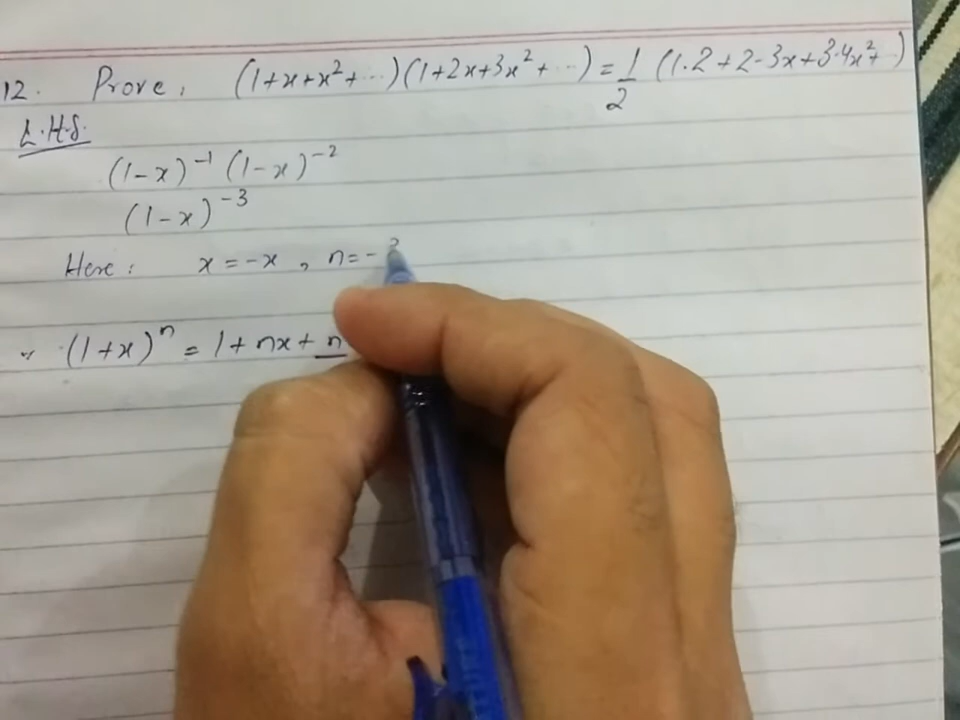 12. Prove, (1+x+x²+...)(1+2x+3x²+...) = 1/2 (1.2+2-3x+3.4x²+..)
L.H.S.
(1-x)⁻¹ (1-x)⁻²
(1-x)⁻³
Here: x = -x, n = -3
∵ (1+x)ⁿ = 1 + nx + n